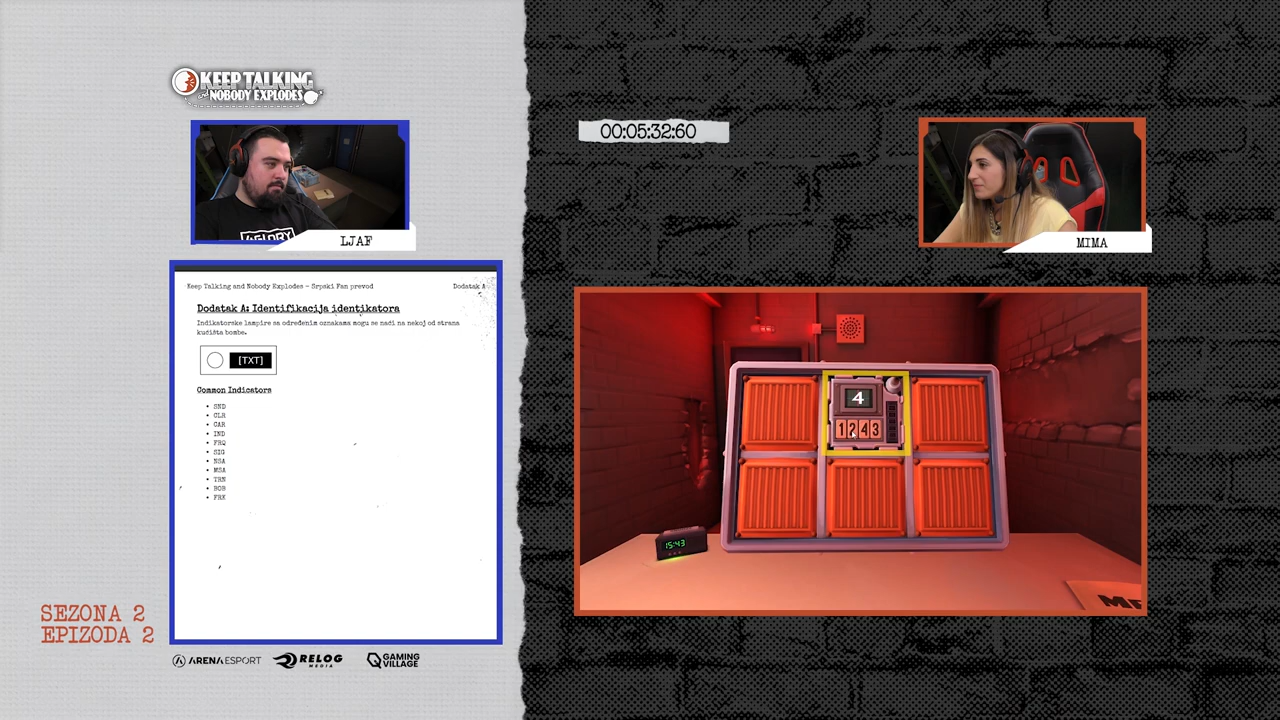 KEEP TALKING
and NOBODY EXPLODES
00:05:32:60
LJAF
MIMA
Keep Talking and Nobody Explodes - Srpski Fan prevod
Dodatak A
Dodatak A: Identifikacija identikatora
Indikatorske lampire sa određenim oznakama mogu se naći na nekoj od strana
kućišta bombe.
[TXT]
Common Indicators
SND
CLR
CAR
IND
FRQ
SIG
NSA
MSA
TRN
BOB
FRK
4
1 2 4 3
15:43
SEZONA 2
EPIZODA 2
ARENA ESPORT
RELOG
MEDIA
GAMING
VILLAGE